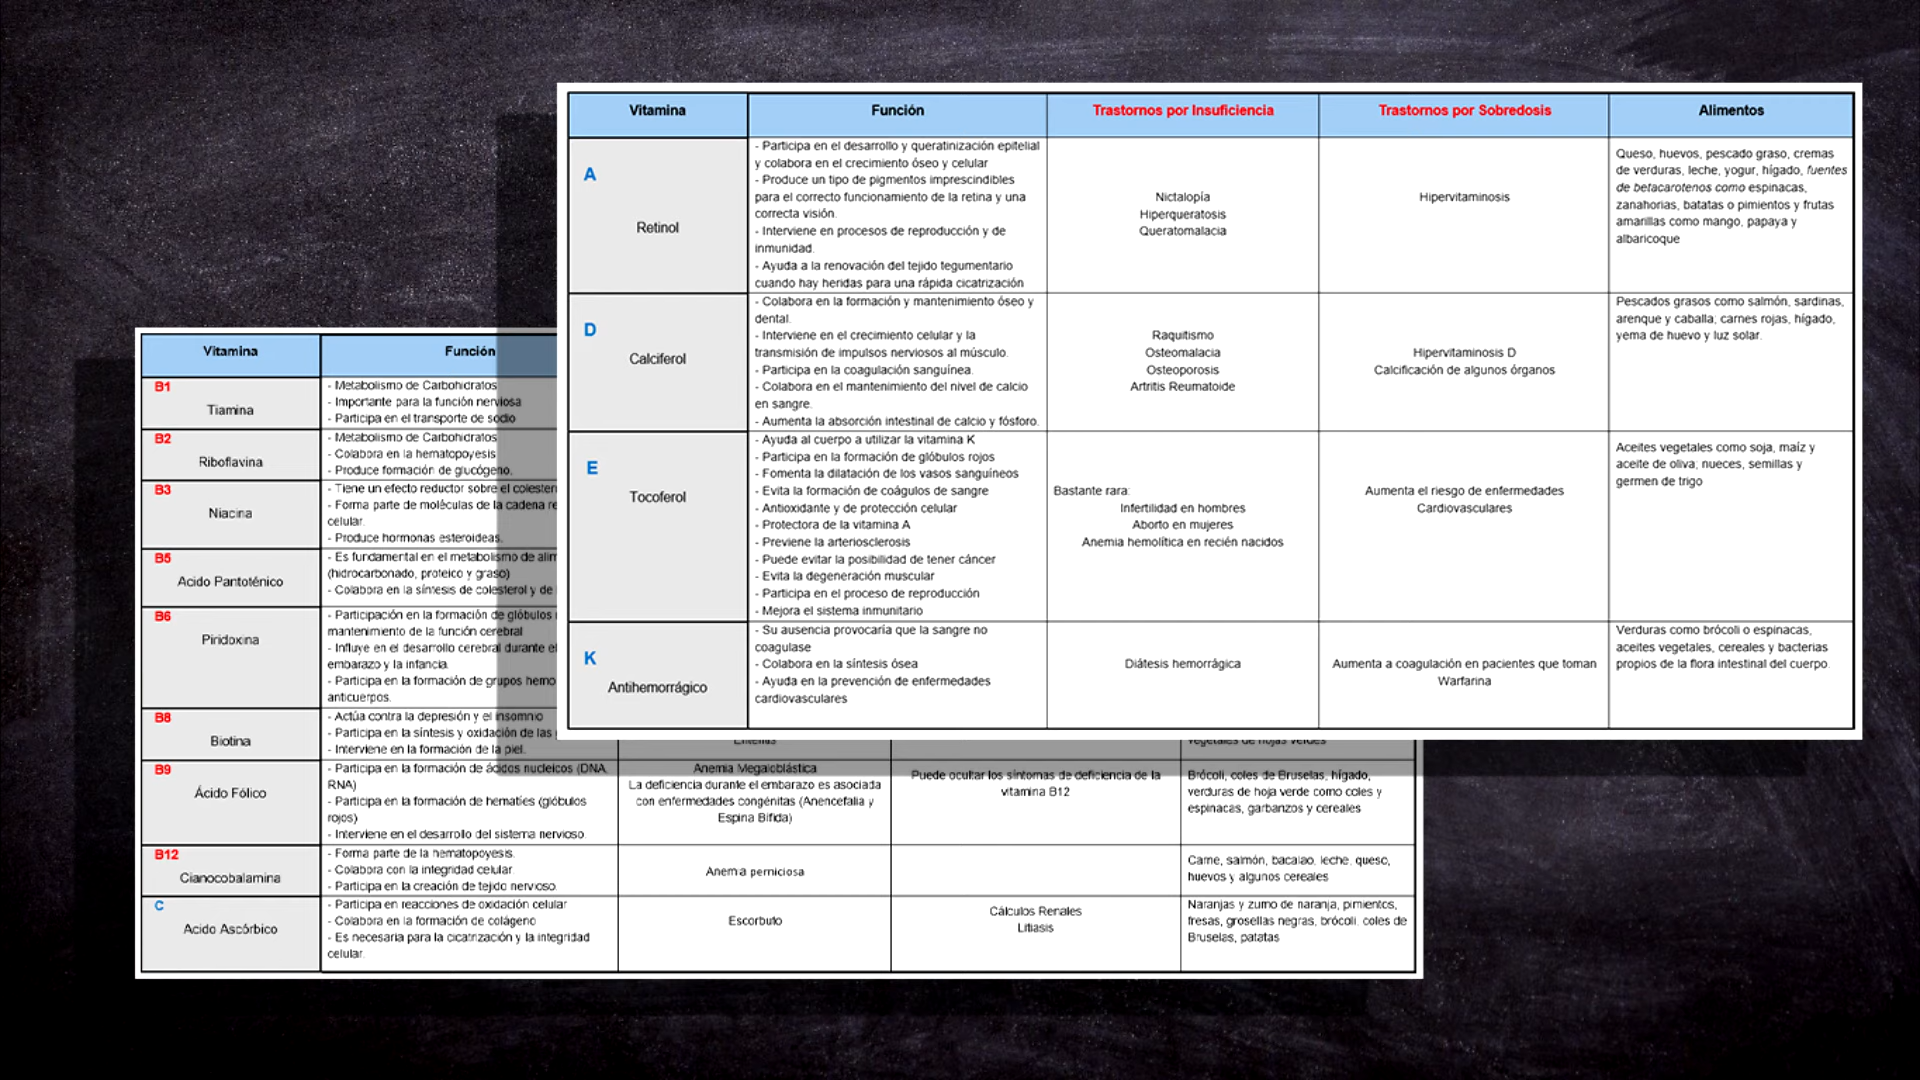 Vitamina
Función
Trastornos por Insuficiencia
Trastornos por Sobredosis
Alimentos
A
Retinol
- Participa en el desarrollo y queratinización epitelial
y colabora en el crecimiento óseo y celular
- Produce un tipo de pigmentos imprescindibles
para el correcto funcionamiento de la retina y una
correcta visión.
- Interviene en procesos de reproducción y de
inmunidad.
- Ayuda a la renovación del tejido tegumentario
cuando hay heridas para una rápida cicatrización
Nictalopía
Hiperqueratosis
Queratomalacia
Hipervitaminosis
Queso, huevos, pescado graso, cremas
de verduras, leche, yogur, hígado, fuentes
de betacarotenos como espinacas,
zanahorias, batatas o pimientos y frutas
amarillas como mango, papaya y
albaricoque
D
Calciferol
- Colabora en la formación y mantenimiento óseo y
dental.
- Interviene en el crecimiento celular y la
transmisión de impulsos nerviosos al músculo.
- Participa en la coagulación sanguínea.
- Colabora en el mantenimiento del nivel de calcio
en sangre.
- Aumenta la absorción intestinal de calcio y fósforo.
Raquitismo
Osteomalacia
Osteoporosis
Artritis Reumatoide
Hipervitaminosis D
Calcificación de algunos órganos
Pescados grasos como salmón, sardinas,
arenque y caballa; carnes rojas, hígado,
yema de huevo y luz solar.
E
Tocoferol
- Ayuda al cuerpo a utilizar la vitamina K
- Participa en la formación de glóbulos rojos
- Fomenta la dilatación de los vasos sanguíneos
- Evita la formación de coágulos de sangre
- Antioxidante y de protección celular
- Protectora de la vitamina A
- Previene la arteriosclerosis
- Puede evitar la posibilidad de tener cáncer
- Evita la degeneración muscular
- Participa en el proceso de reproducción
- Mejora el sistema inmunitario
Bastante rara:
Infertilidad en hombres
Aborto en mujeres
Anemia hemolítica en recién nacidos
Aumenta el riesgo de enfermedades
Cardiovasculares
Aceites vegetales como soja, maíz y
aceite de oliva; nueces, semillas y
germen de trigo
K
Antihemorrágico
- Su ausencia provocaría que la sangre no
coagulase
- Colabora en la síntesis ósea
- Ayuda en la prevención de enfermedades
cardiovasculares
Diátesis hemorrágica
Aumenta a coagulación en pacientes que toman
Warfarina
Verduras como brócoli o espinacas,
aceites vegetales, cereales y bacterias
propios de la flora intestinal del cuerpo.
Vitamina
Función
B1
Tiamina
- Metabolismo de Carbohidratos
- Importante para la función nerviosa
- Participa en el transporte de sodio
B2
Riboflavina
- Metabolismo de Carbohidratos
- Colabora en la hematopoyesis
- Produce formación de glucógeno.
B3
Niacina
- Tiene un efecto reductor sobre el
- Forma parte de moléculas de la cadena
celular.
- Produce hormonas esteroideas.
B5
Acido Pantoténico
- Es fundamental en el metabolismo de
(hidrocarbonado, proteico y graso)
- Colabora en la síntesis de colesterol y de
B6
Piridoxina
- Participación en la formación de glóbulos
mantenimiento de la función cerebral
- Influye en el desarrollo cerebral durante el
embarazo y la infancia.
- Participa en la formación de grupos hemo
anticuerpos.
B8
Biotina
- Actúa contra la depresión y el insomnio
- Participa en la síntesis y oxidación de las
- Interviene en la formación de la piel.
vegetales de hojas verdes
B9
Ácido Fólico
- Participa en la formación de ácidos nucleicos (DNA,
RNA)
- Participa en la formación de hematíes (glóbulos
rojos)
- Interviene en el desarrollo del sistema nervioso.
Anemia Megaloblástica
La deficiencia durante el embarazo es asociada
con enfermedades congénitas (Anencefalia y
Espina Bífida)
Puede ocultar los síntomas de deficiencia de la
vitamina B12
Brócoli, coles de Bruselas, hígado,
verduras de hoja verde como coles y
espinacas, garbanzos y cereales
B12
Cianocobalamina
- Forma parte de la hematopoyesis.
- Colabora con la integridad celular.
- Participa en la creación de tejido nervioso.
Anemia perniciosa
Carne, salmón, bacalao, leche, queso,
huevos y algunos cereales
C
Acido Ascórbico
- Participa en reacciones de oxidación celular
- Colabora en la formación de colágeno
- Es necesaria para la cicatrización y la integridad
celular.
Escorbuto
Cálculos Renales
Litiasis
Naranjas y zumo de naranja, pimientos,
fresas, grosellas negras, brócoli, coles de
Bruselas, patatas